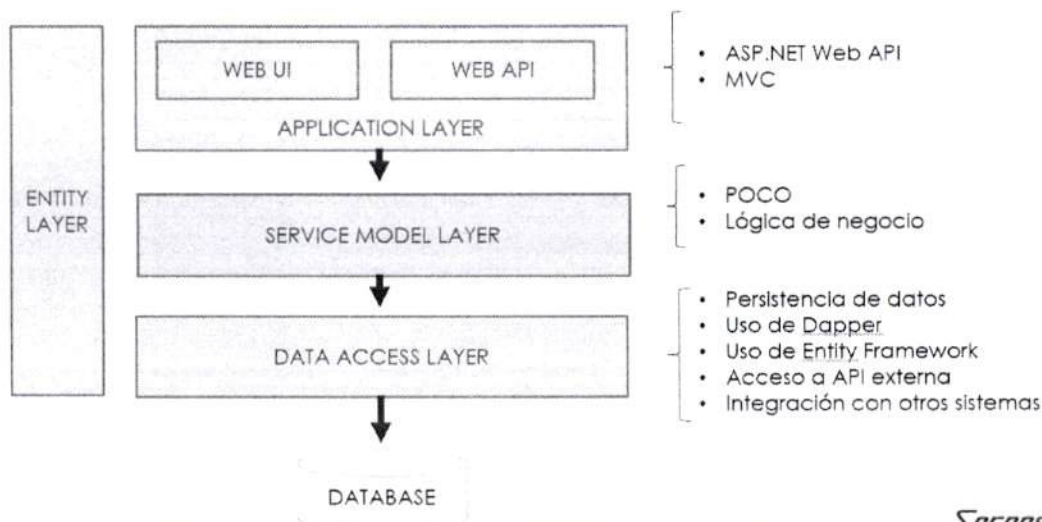 WEB UI
WEB API
APPLICATION LAYER
• ASP.NET Web API
• MVC
ENTITY
LAYER
SERVICE MODEL LAYER
• POCO
• Lógica de negocio
DATA ACCESS LAYER
• Persistencia de datos
• Uso de Dapper
• Uso de Entity Framework
• Acceso a API externa
• Integración con otros sistemas
DATABASE